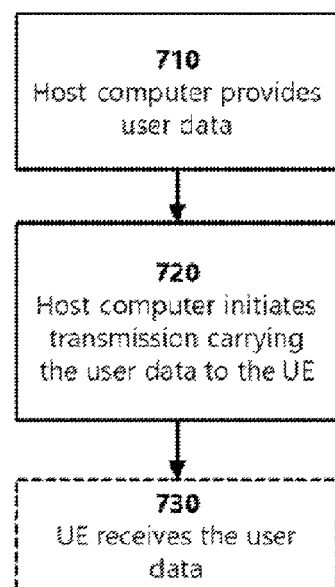 710
Host computer provides
user data
720
Host computer initiates
transmission carrying
the user data to the UE
730
UE receives the user
data